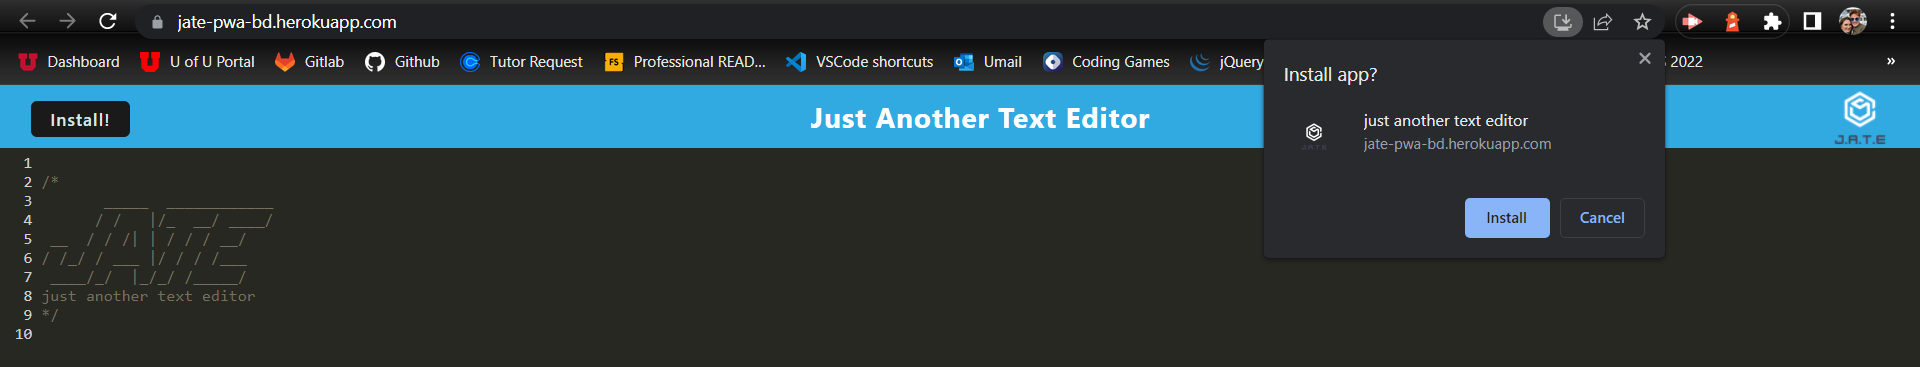 jate-pwa-bd.herokuapp.com
Dashboard U of U Portal Gitlab Github Tutor Request FS Professional READ... VSCode shortcuts Umail Coding Games jQuery 2022 »
Install app?
just another text editor
jate-pwa-bd.herokuapp.com
Install Cancel
Install! Just Another Text Editor J.A.T.E
1
2 /*
3       _____  ____________
4      / /   |/_  __/ ____/
5 __  / / /| | / / / __/
6 / /_/ / ___ |/ / / /___
7 ____/_/  |_/_/ /_____/
8 just another text editor
9 */
10